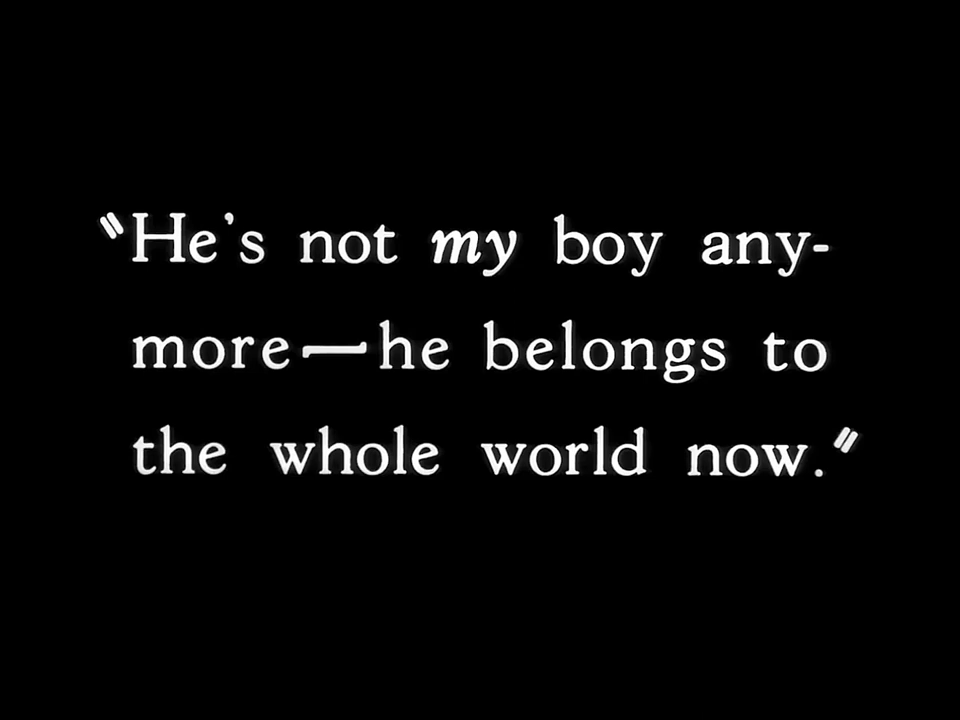 "He's not my boy any-
more—he belongs to
the whole world now."